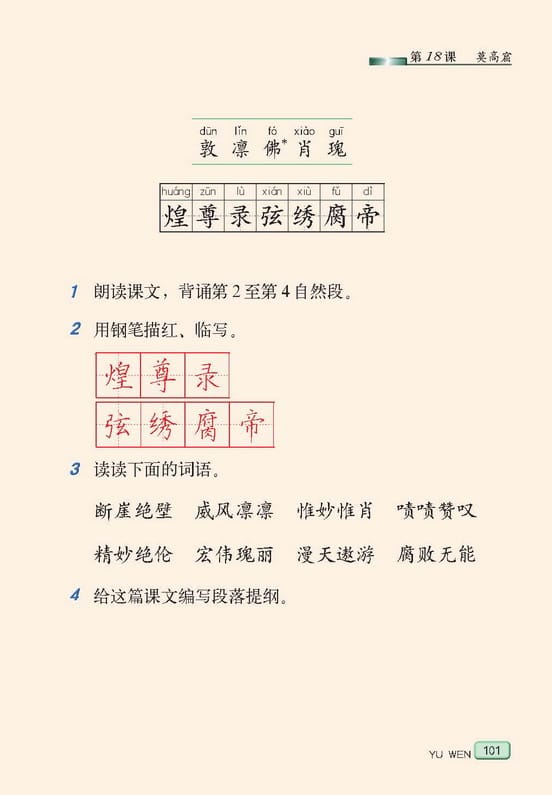 第18课 莫高窟
dūn lǐn fó xiào guī
敦 凛 佛* 肖 瑰
huáng zūn lù xián xiù fǔ dì
煌 尊 录 弦 绣 腐 帝
1 朗读课文，背诵第2至第4自然段。
2 用钢笔描红、临写。
煌 尊 录
弦 绣 腐 帝
3 读读下面的词语。
断崖绝壁 威风凛凛 惟妙惟肖 啧啧赞叹
精妙绝伦 宏伟瑰丽 漫天遨游 腐败无能
4 给这篇课文编写段落提纲。
YU WEN 101